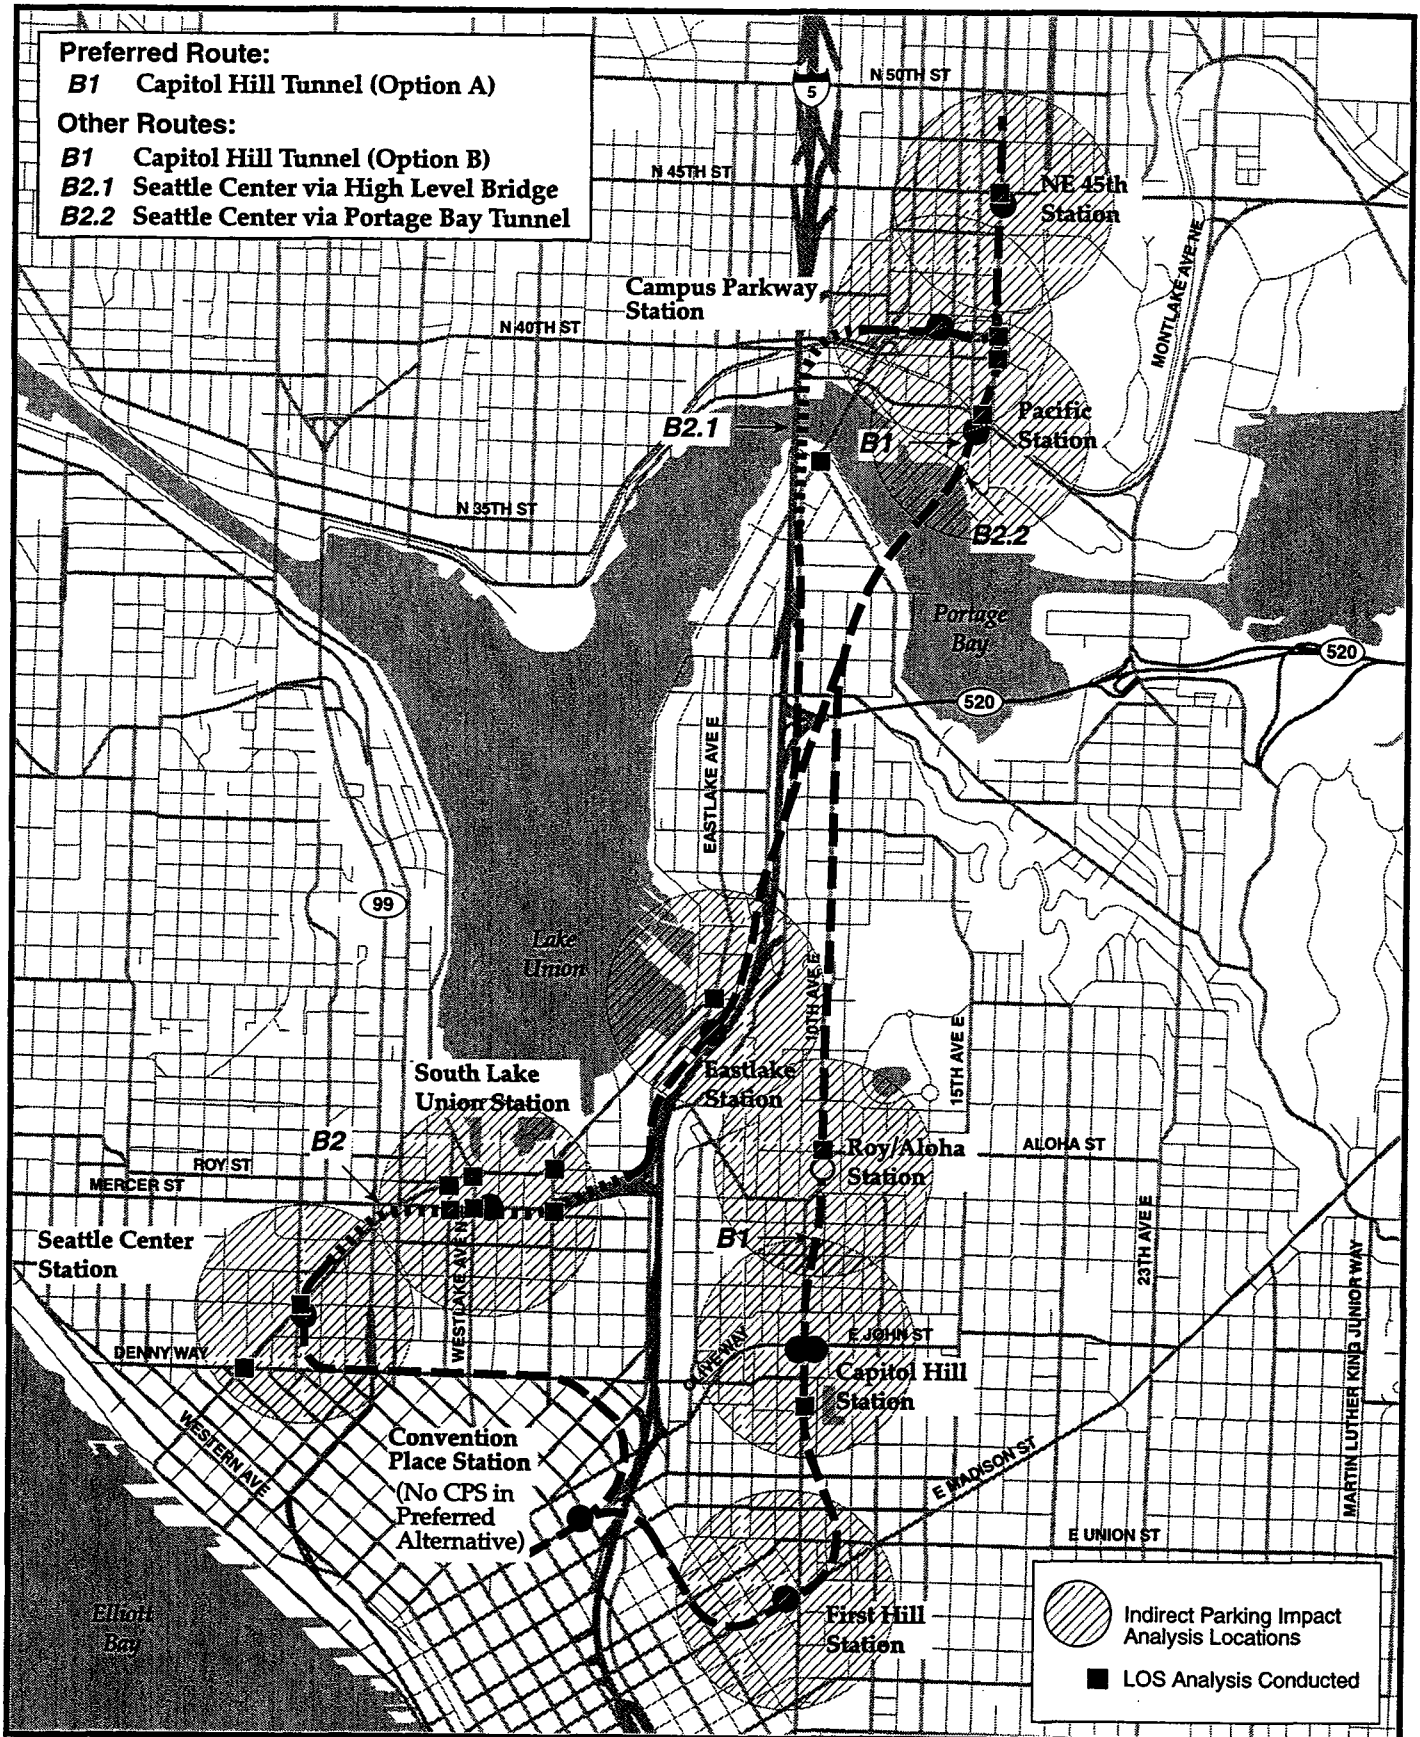 Preferred Route:
B1 Capitol Hill Tunnel (Option A)
Other Routes:
B1 Capitol Hill Tunnel (Option B)
B2.1 Seattle Center via High Level Bridge
B2.2 Seattle Center via Portage Bay Tunnel
5
N 50TH ST
N 45TH ST
NE 45th
Station
MONTLAKE AVE NE
Campus Parkway
Station
N 40TH ST
B2.1
B1
Pacific
Station
N 35TH ST
B2.2
Portage
Bay
520
520
EASTLAKE AVE E
99
Lake
Union
10TH AVE E
15TH AVE E
South Lake
Union Station
Eastlake
Station
B2
ROY ST
MERCER ST
Roy/Aloha
Station
ALOHA ST
23TH AVE E
MARTIN LUTHER KING JUNIOR WAY
B1
Seattle Center
Station
WESTLAKE AVE N
DENNY WAY
OLIVE WAY
E JOHN ST
Capitol Hill
Station
WESTERN AVE
Convention
Place Station
(No CPS in
Preferred
Alternative)
E MADISON ST
E UNION ST
First Hill
Station
Elliott
Bay
Indirect Parking Impact
Analysis Locations
LOS Analysis Conducted